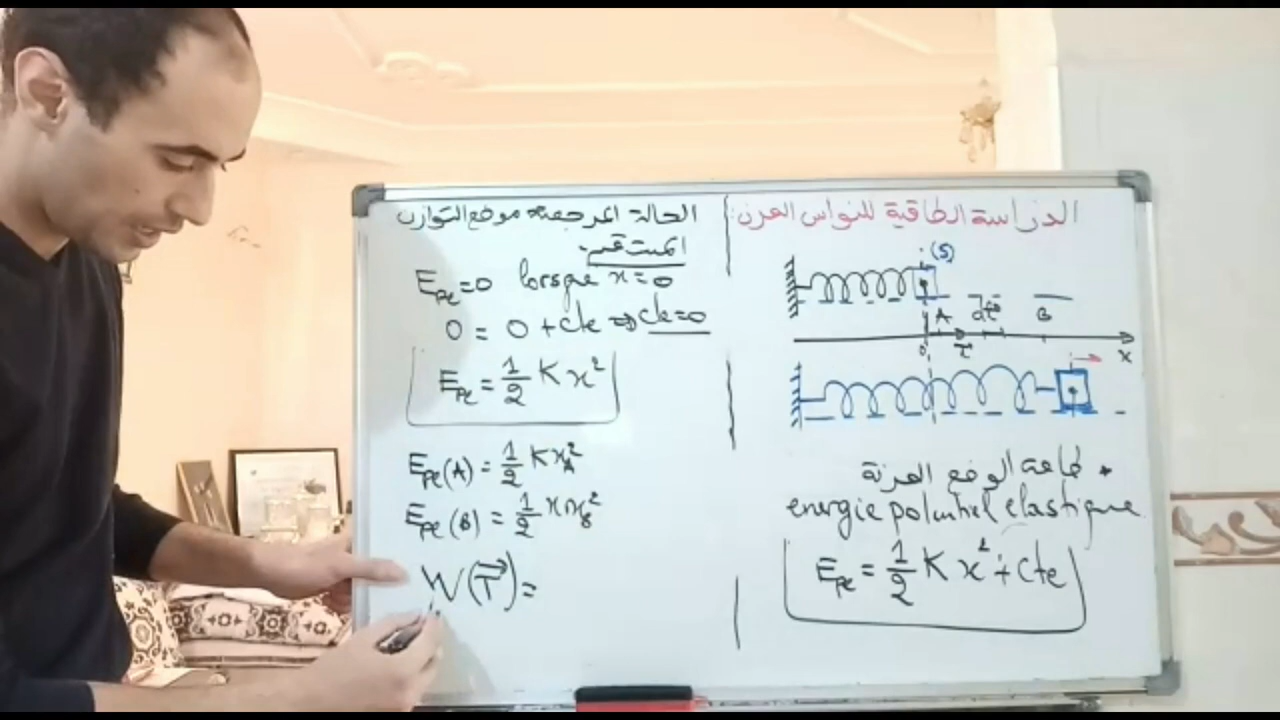 الدراسة الطاقية للنواس المرن:
(S)
A
B
O
x
* طاقة الوضع المرنة
energie potentiel elastique
Epe = 1/2 K x² + Cte
الحالة المرجعية موضع التوازن
المستقر.
Epe = 0 lorsque x = 0
0 = 0 + Cte ⇒ Cte = 0
Epe = 1/2 K x²
Epe(A) = 1/2 K x_A²
Epe(B) = 1/2 K x_B²
W(T⃗) =